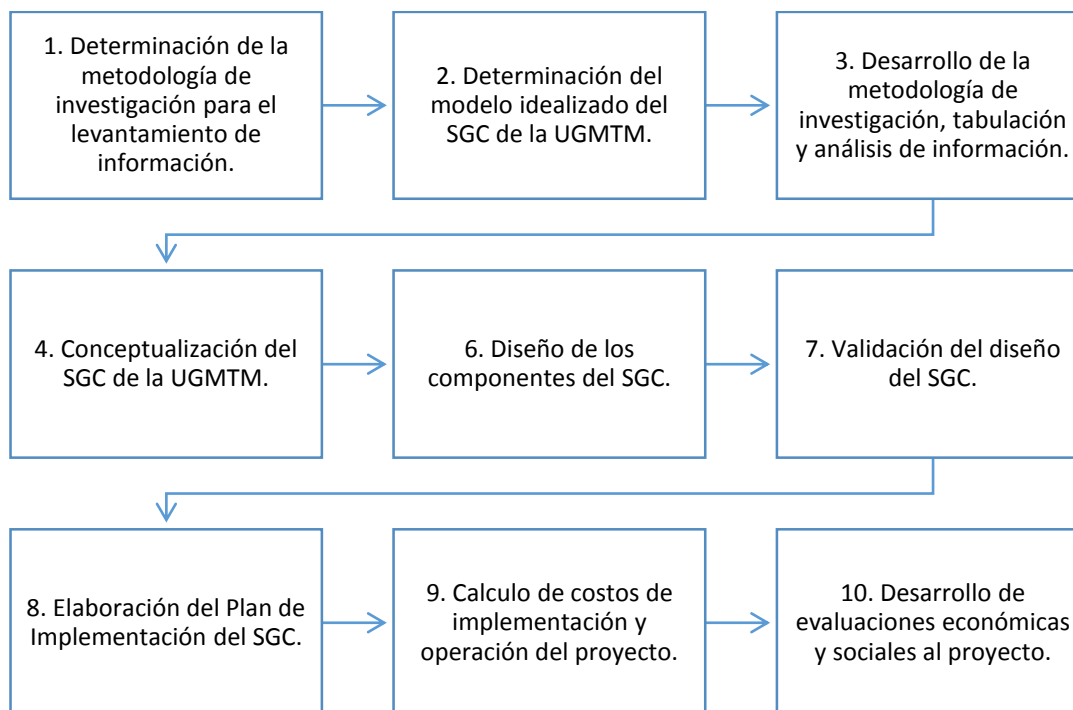 1. Determinación de la
metodología de
investigación para el
levantamiento de
información.
2. Determinación del
modelo idealizado del
SGC de la UGMTM.
3. Desarrollo de la
metodología de
investigación, tabulación
y análisis de información.
4. Conceptualización del
SGC de la UGMTM.
6. Diseño de los
componentes del SGC.
7. Validación del diseño
del SGC.
8. Elaboración del Plan de
Implementación del SGC.
9. Calculo de costos de
implementación y
operación del proyecto.
10. Desarrollo de
evaluaciones económicas
y sociales al proyecto.